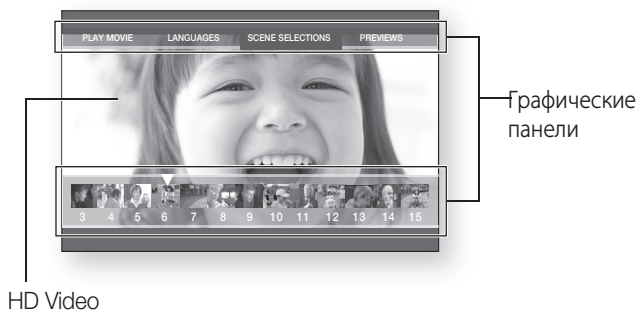 PLAY MOVIE LANGUAGES SCENE SELECTIONS PREVIEWS
Графические
панели
3 4 5 6 7 8 9 10 11 12 13 14 15
HD Video